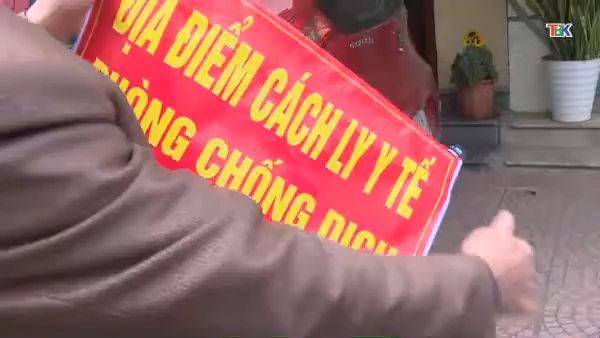 ĐỊA ĐIỂM CÁCH LY Y TẾ
PHÒNG CHỐNG DỊCH
TBK